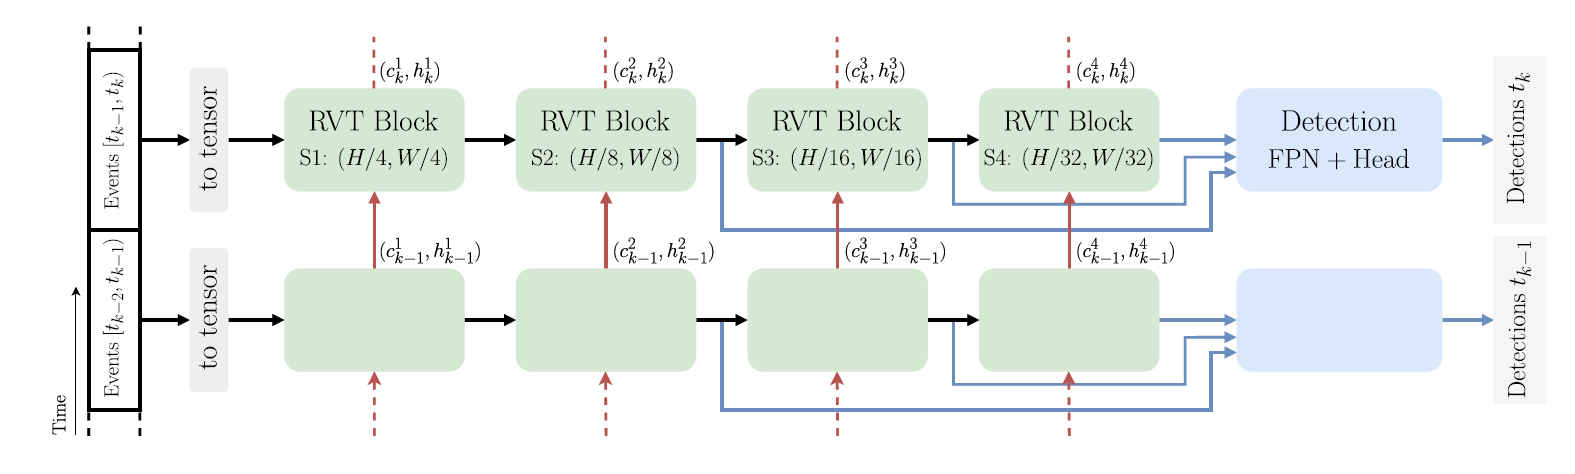 Events [t_{k-1}, t_k)
to tensor
(c_k^1, h_k^1)
RVT Block
S1: (H/4, W/4)
(c_k^2, h_k^2)
RVT Block
S2: (H/8, W/8)
(c_k^3, h_k^3)
RVT Block
S3: (H/16, W/16)
(c_k^4, h_k^4)
RVT Block
S4: (H/32, W/32)
Detection
FPN + Head
Detections t_k
Time
Events [t_{k-2}, t_{k-1})
to tensor
(c_{k-1}^1, h_{k-1}^1)
(c_{k-1}^2, h_{k-1}^2)
(c_{k-1}^3, h_{k-1}^3)
(c_{k-1}^4, h_{k-1}^4)
Detections t_{k-1}